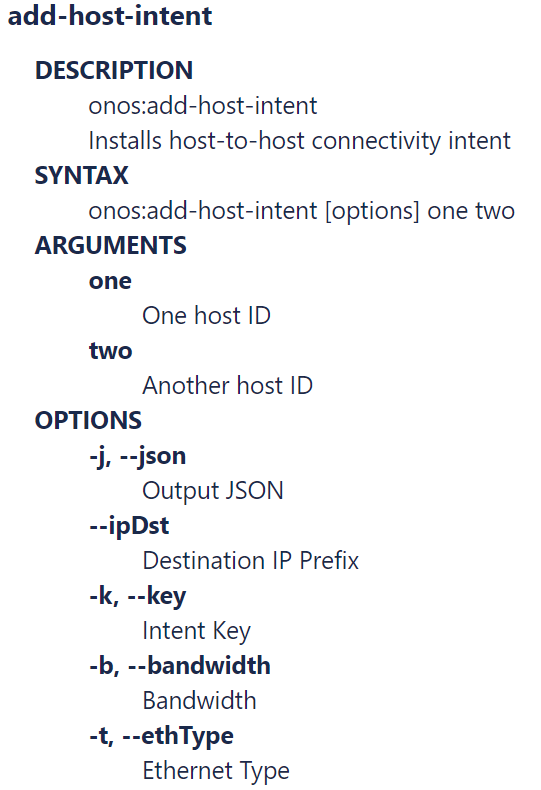 add-host-intent
DESCRIPTION
onos:add-host-intent
Installs host-to-host connectivity intent
SYNTAX
onos:add-host-intent [options] one two
ARGUMENTS
one
One host ID
two
Another host ID
OPTIONS
-j, --json
Output JSON
--ipDst
Destination IP Prefix
-k, --key
Intent Key
-b, --bandwidth
Bandwidth
-t, --ethType
Ethernet Type